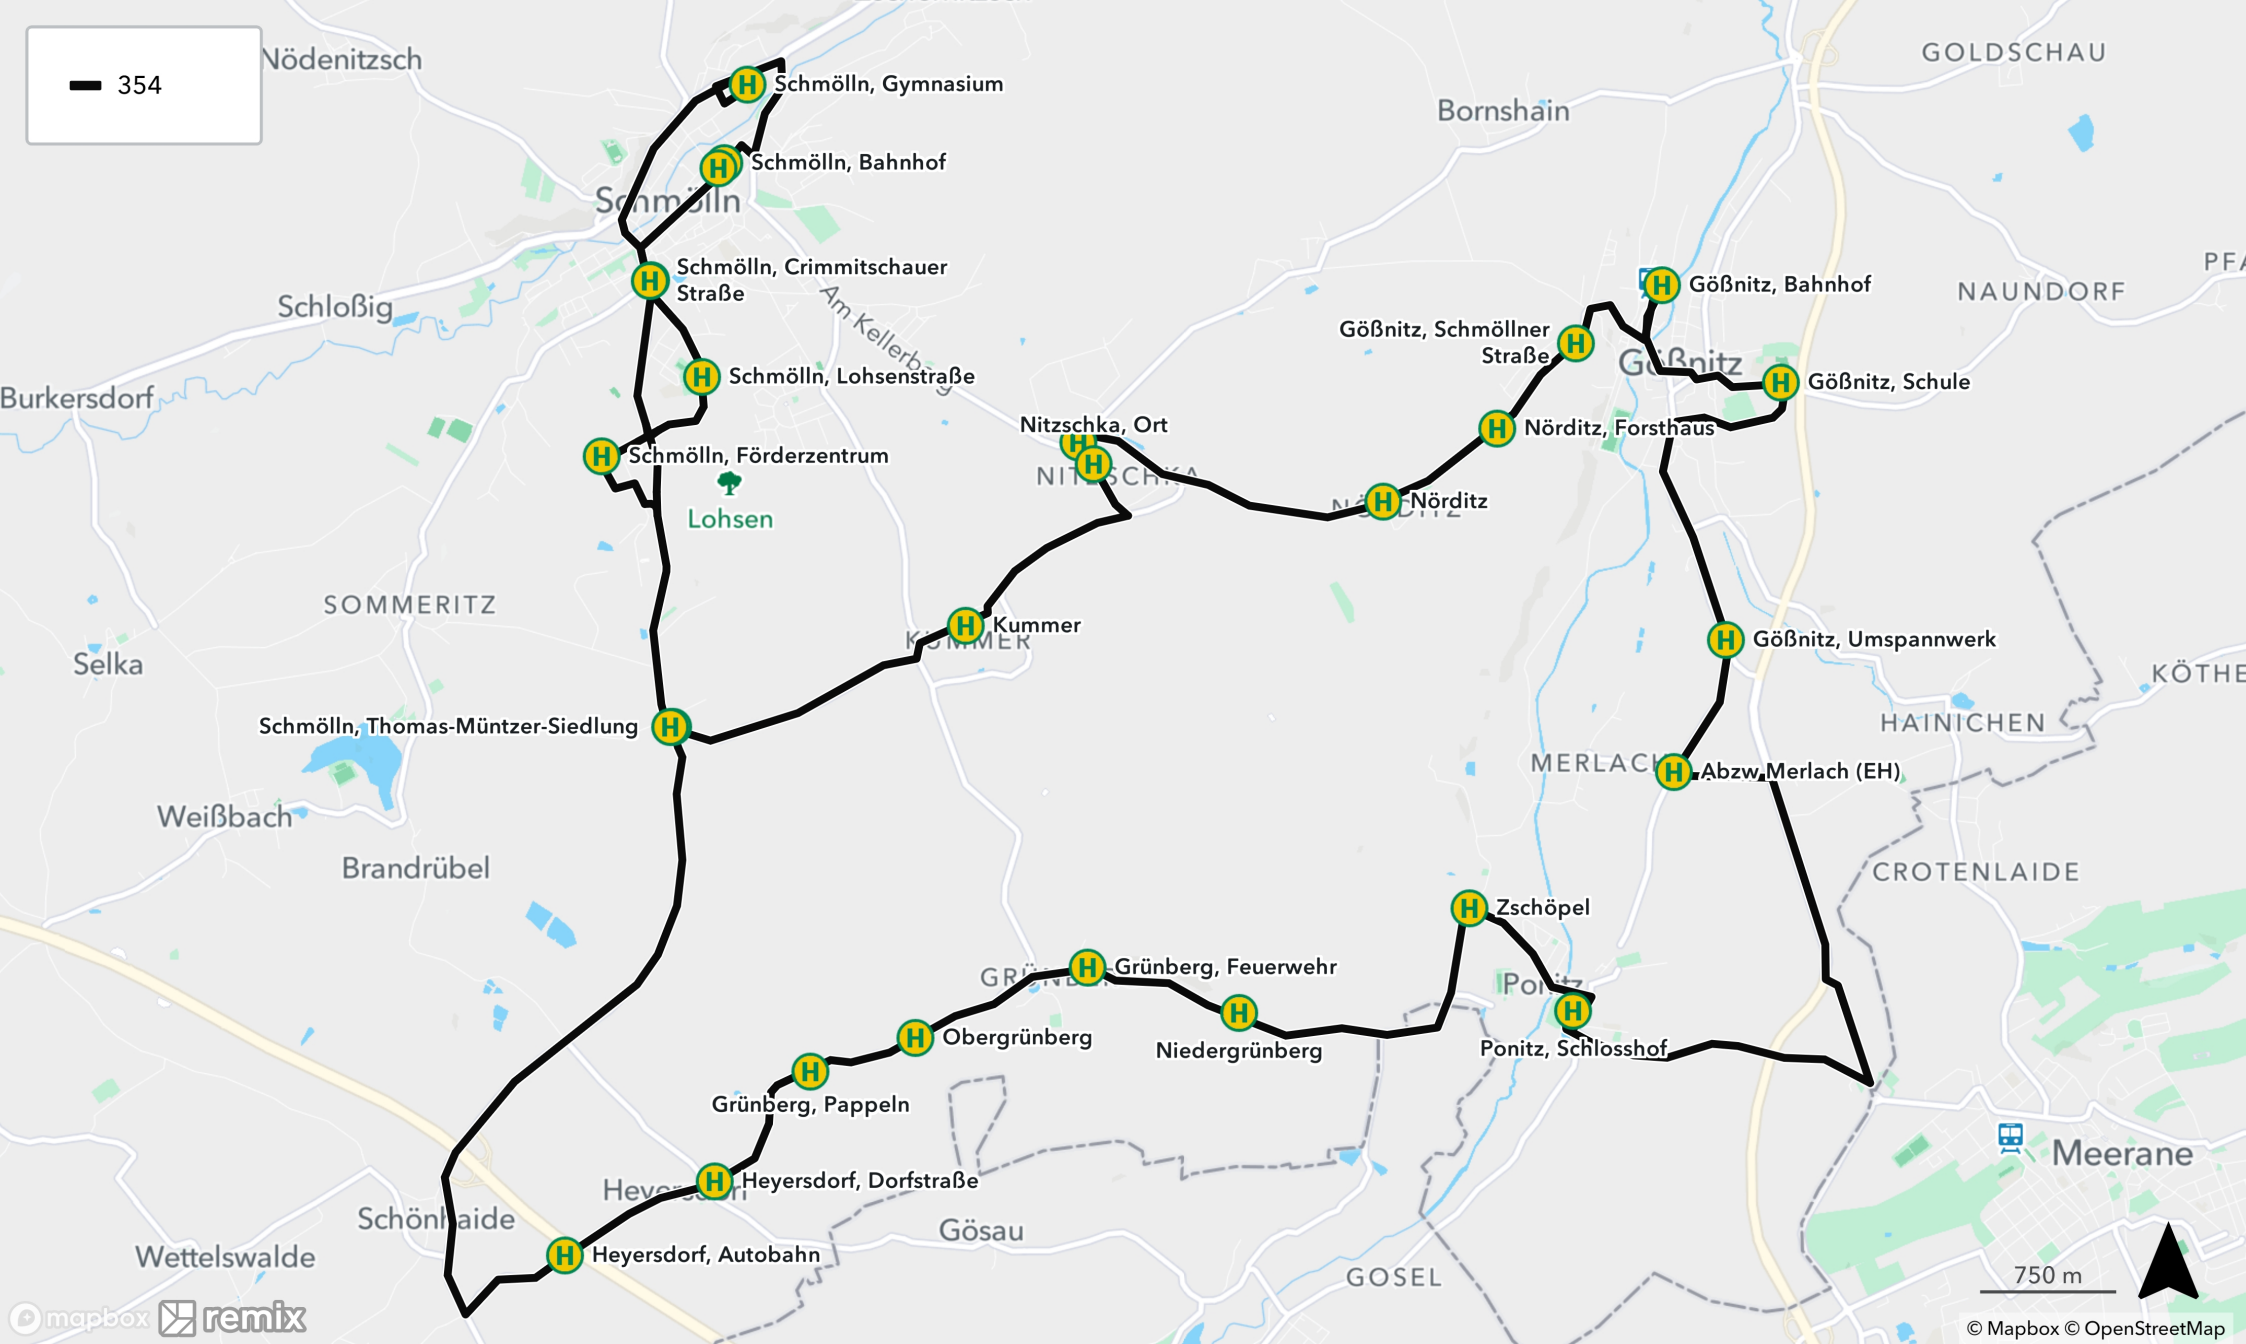 354
Nödenitzsch
Schmölln, Gymnasium
Bornshain
GOLDSCHAU
Schmölln, Bahnhof
Schmölln
Schmölln, Crimmitschauer
Straße
Schloßig
Am Kellerberg
Gößnitz, Bahnhof
NAUNDORF
Gößnitz, Schmöllner
Straße
Gößnitz
Gößnitz, Schule
Schmölln, Lohsenstraße
Burkersdorf
Nitzschka, Ort
Nörditz, Forsthaus
Schmölln, Förderzentrum
NITZSCHKA
Lohsen
Nörditz
NÖRDITZ
SOMMERITZ
Kummer
KUMMER
Gößnitz, Umspannwerk
Selka
KÖTHE
Schmölln, Thomas-Müntzer-Siedlung
HAINICHEN
MERLACH
Abzw Merlach (EH)
Weißbach
Brandrübel
CROTENLAIDE
Zschöpel
Grünberg, Feuerwehr
Ponitz
Obergrünberg
Niedergrünberg
Ponitz, Schlosshof
Grünberg, Pappeln
Meerane
Heyersdorf, Dorfstraße
Heyersdorf
Schönhaide
Gösau
Wettelswalde
Heyersdorf, Autobahn
GOSEL
750 m
mapbox remix
© Mapbox © OpenStreetMap